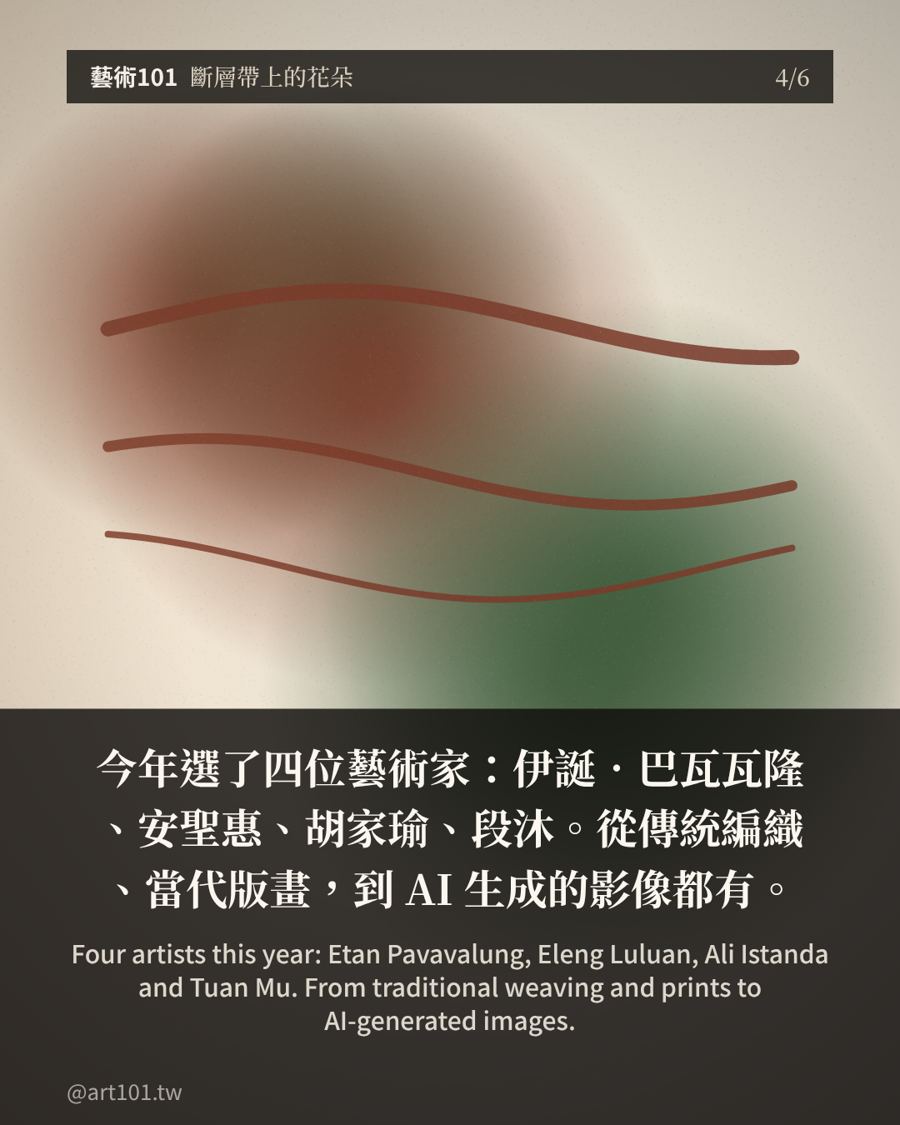 藝術101 斷層帶上的花朵 4/6
今年選了四位藝術家：伊誕·巴瓦瓦隆
、安聖惠、胡家瑜、段沐。從傳統編織
、當代版畫，到 AI 生成的影像都有。
Four artists this year: Etan Pavavalung, Eleng Luluan, Ali Istanda
and Tuan Mu. From traditional weaving and prints to
AI-generated images.
@art101.tw